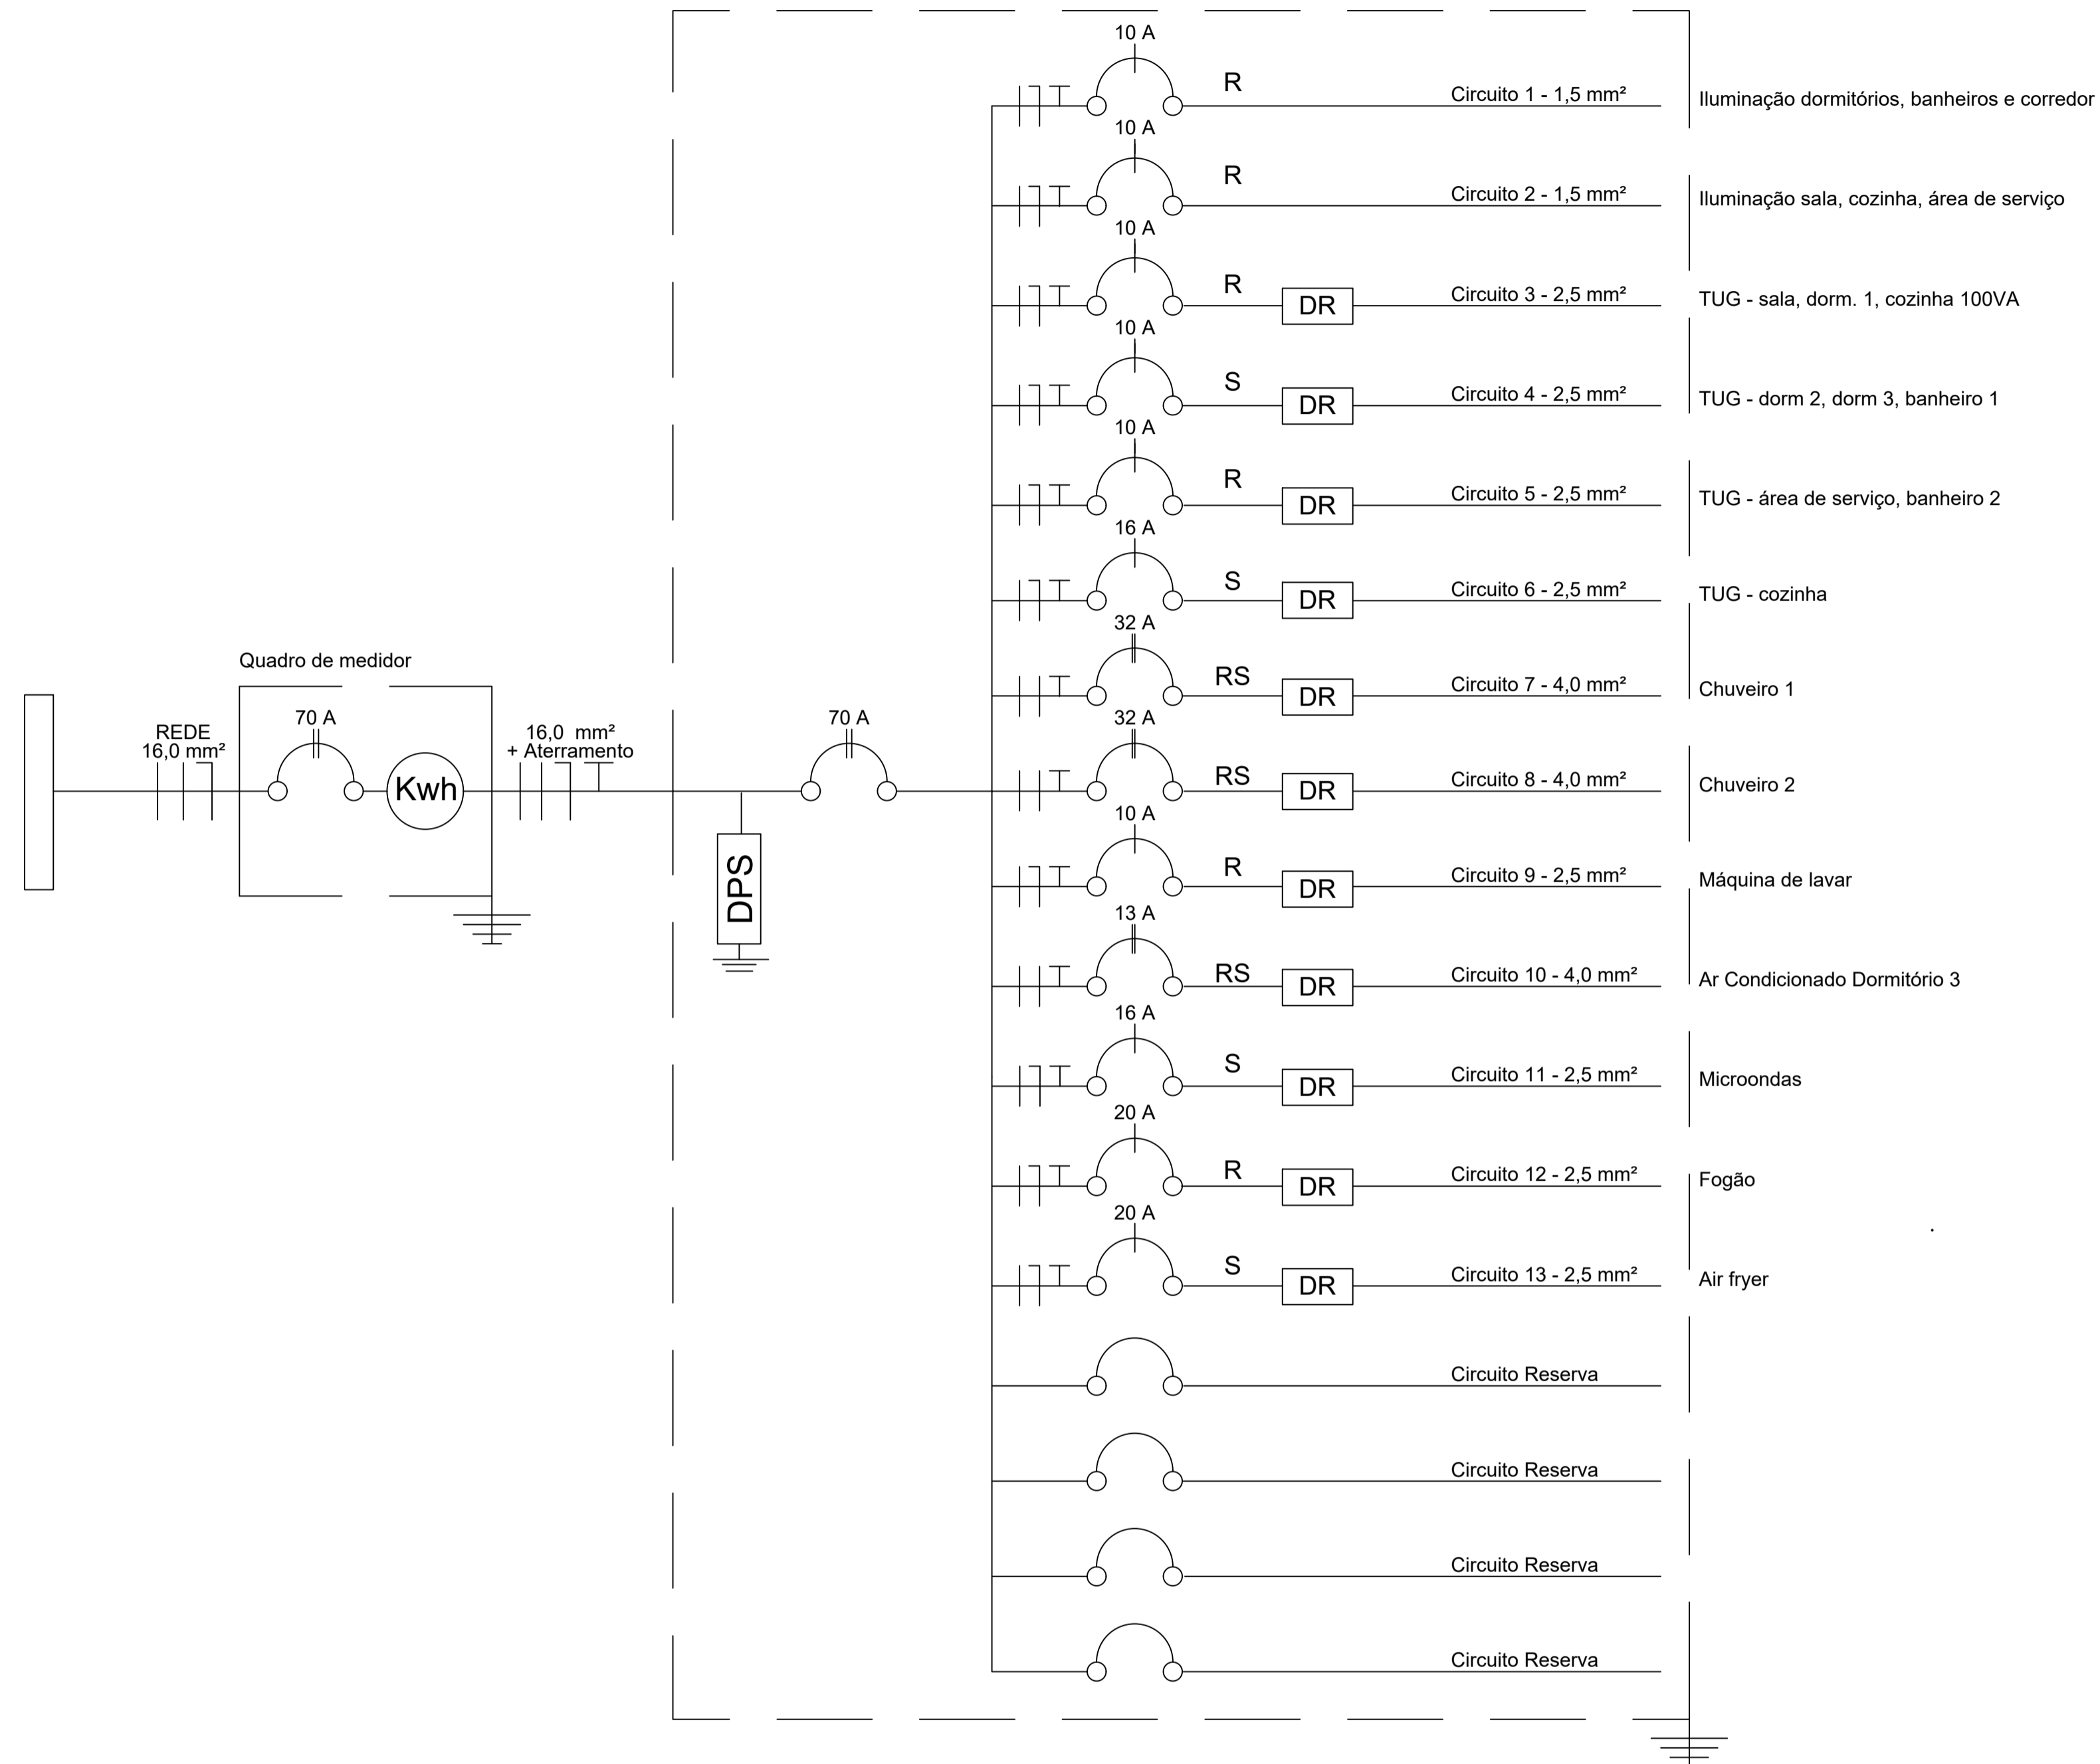 10 A
R
Circuito 1 - 1,5 mm²
Iluminação dormitórios, banheiros e corredor
10 A
R
Circuito 2 - 1,5 mm²
Iluminação sala, cozinha, área de serviço
10 A
R
DR
Circuito 3 - 2,5 mm²
TUG - sala, dorm. 1, cozinha 100VA
10 A
S
DR
Circuito 4 - 2,5 mm²
TUG - dorm 2, dorm 3, banheiro 1
10 A
R
DR
Circuito 5 - 2,5 mm²
TUG - área de serviço, banheiro 2
16 A
S
DR
Circuito 6 - 2,5 mm²
TUG - cozinha
32 A
RS
DR
Circuito 7 - 4,0 mm²
Chuveiro 1
Quadro de medidor
REDE
16,0 mm²
70 A
Kwh
16,0 mm²
+ Aterramento
DPS
70 A
32 A
RS
DR
Circuito 8 - 4,0 mm²
Chuveiro 2
10 A
R
DR
Circuito 9 - 2,5 mm²
Máquina de lavar
13 A
RS
DR
Circuito 10 - 4,0 mm²
Ar Condicionado Dormitório 3
16 A
S
DR
Circuito 11 - 2,5 mm²
Microondas
20 A
R
DR
Circuito 12 - 2,5 mm²
Fogão
20 A
S
DR
Circuito 13 - 2,5 mm²
Air fryer
Circuito Reserva
Circuito Reserva
Circuito Reserva
Circuito Reserva